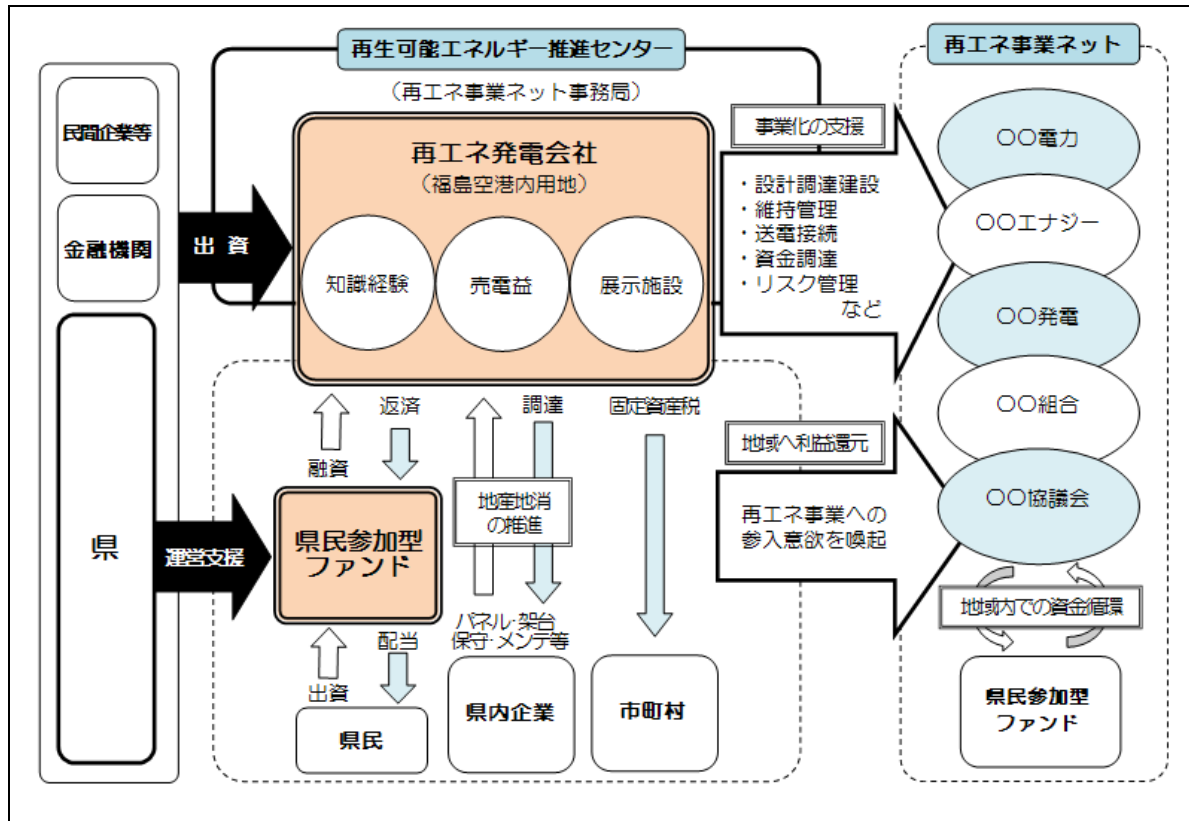 再生可能エネルギー推進センター
(再エネ事業ネット事務局)
民間企業等
金融機関
県
出 資
運営支援
再エネ発電会社
(福島空港内用地)
知識経験
売電益
展示施設
事業化の支援
・設計調達建設
・維持管理
・送電接続
・資金調達
・リスク管理
など
返済
融資
調達
固定資産税
地産地消
の推進
県民参加型
ファンド
配当
出資
県民
パネル・架台
保守・メンテ等
県内企業
市町村
地域へ利益還元
再エネ事業への
参入意欲を喚起
再エネ事業ネット
〇〇電力
〇〇エナジー
〇〇発電
〇〇組合
〇〇協議会
地域内での資金循環
県民参加型
ファンド